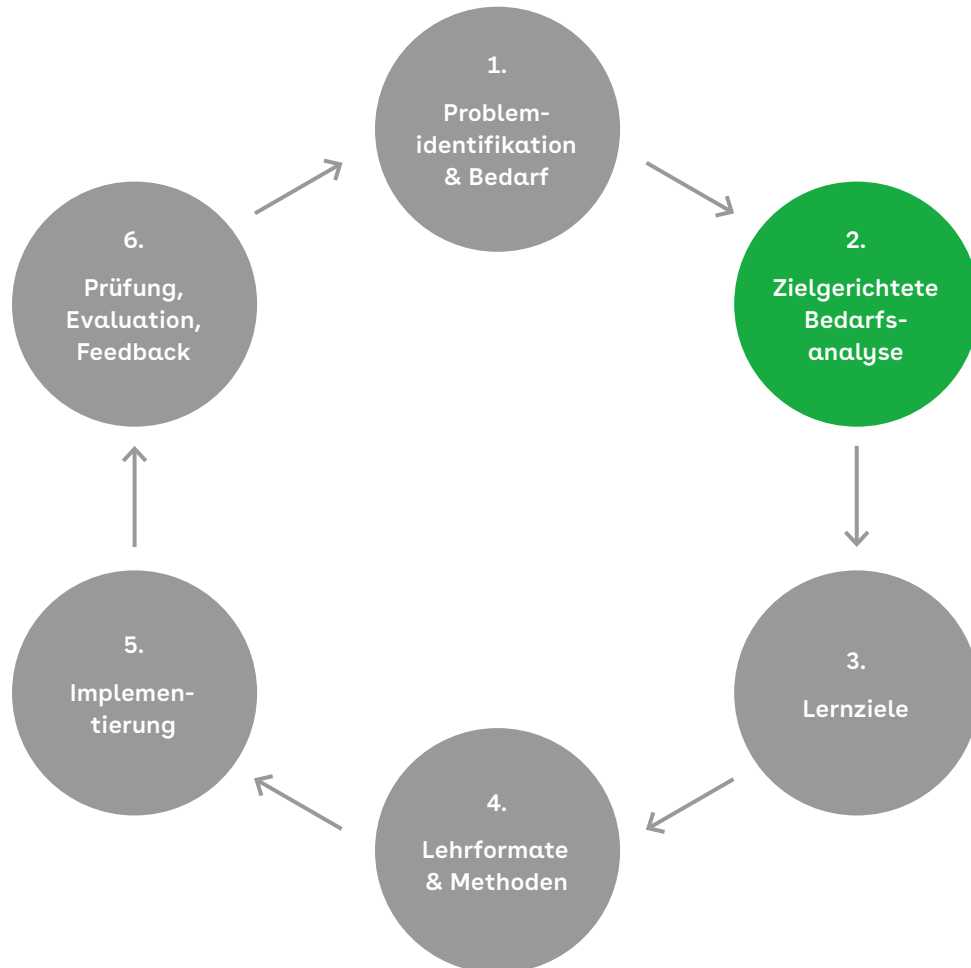 1.
Problem-
identifikation
& Bedarf
2.
Zielgerichtete
Bedarfs-
analyse
3.
Lernziele
4.
Lehrformate
& Methoden
5.
Implemen-
tierung
6.
Prüfung,
Evaluation,
Feedback